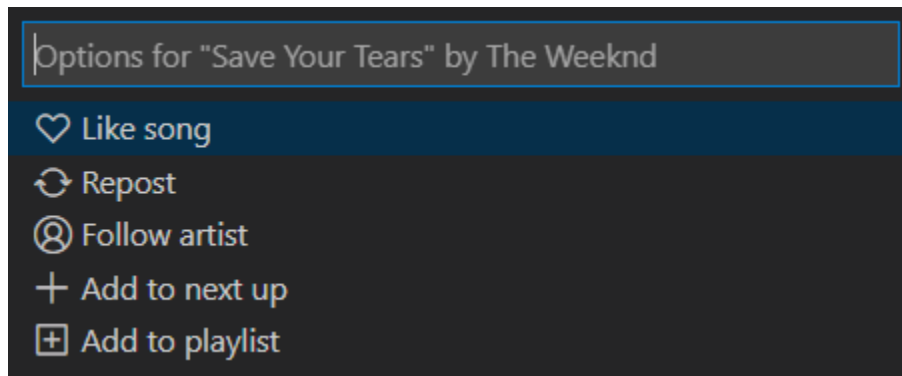 Options for "Save Your Tears" by The Weeknd
Like song
Repost
Follow artist
Add to next up
Add to playlist